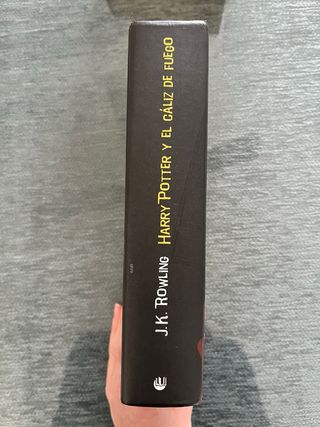 J.K. ROWLING HARRY POTTER Y EL CÁLIZ DE FUEGO